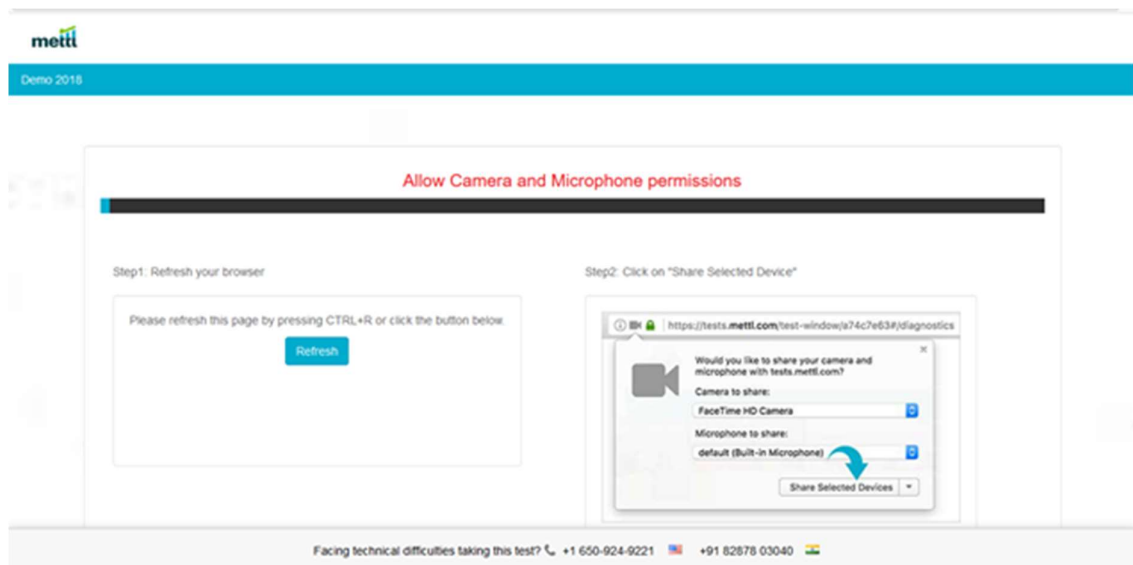 mettl
Demo 2018
Allow Camera and Microphone permissions
Step1: Refresh your browser
Please refresh this page by pressing CTRL+R or click the button below.
Refresh
Step2: Click on "Share Selected Device"
https://tests.mettl.com/test-window/a74c7e63#/diagnostics
Would you like to share your camera and
microphone with tests.mettl.com?
Camera to share:
FaceTime HD Camera
Microphone to share:
default (Built-in Microphone)
Share Selected Devices
Facing technical difficulties taking this test? +1 650-924-9221 +91 82878 03040